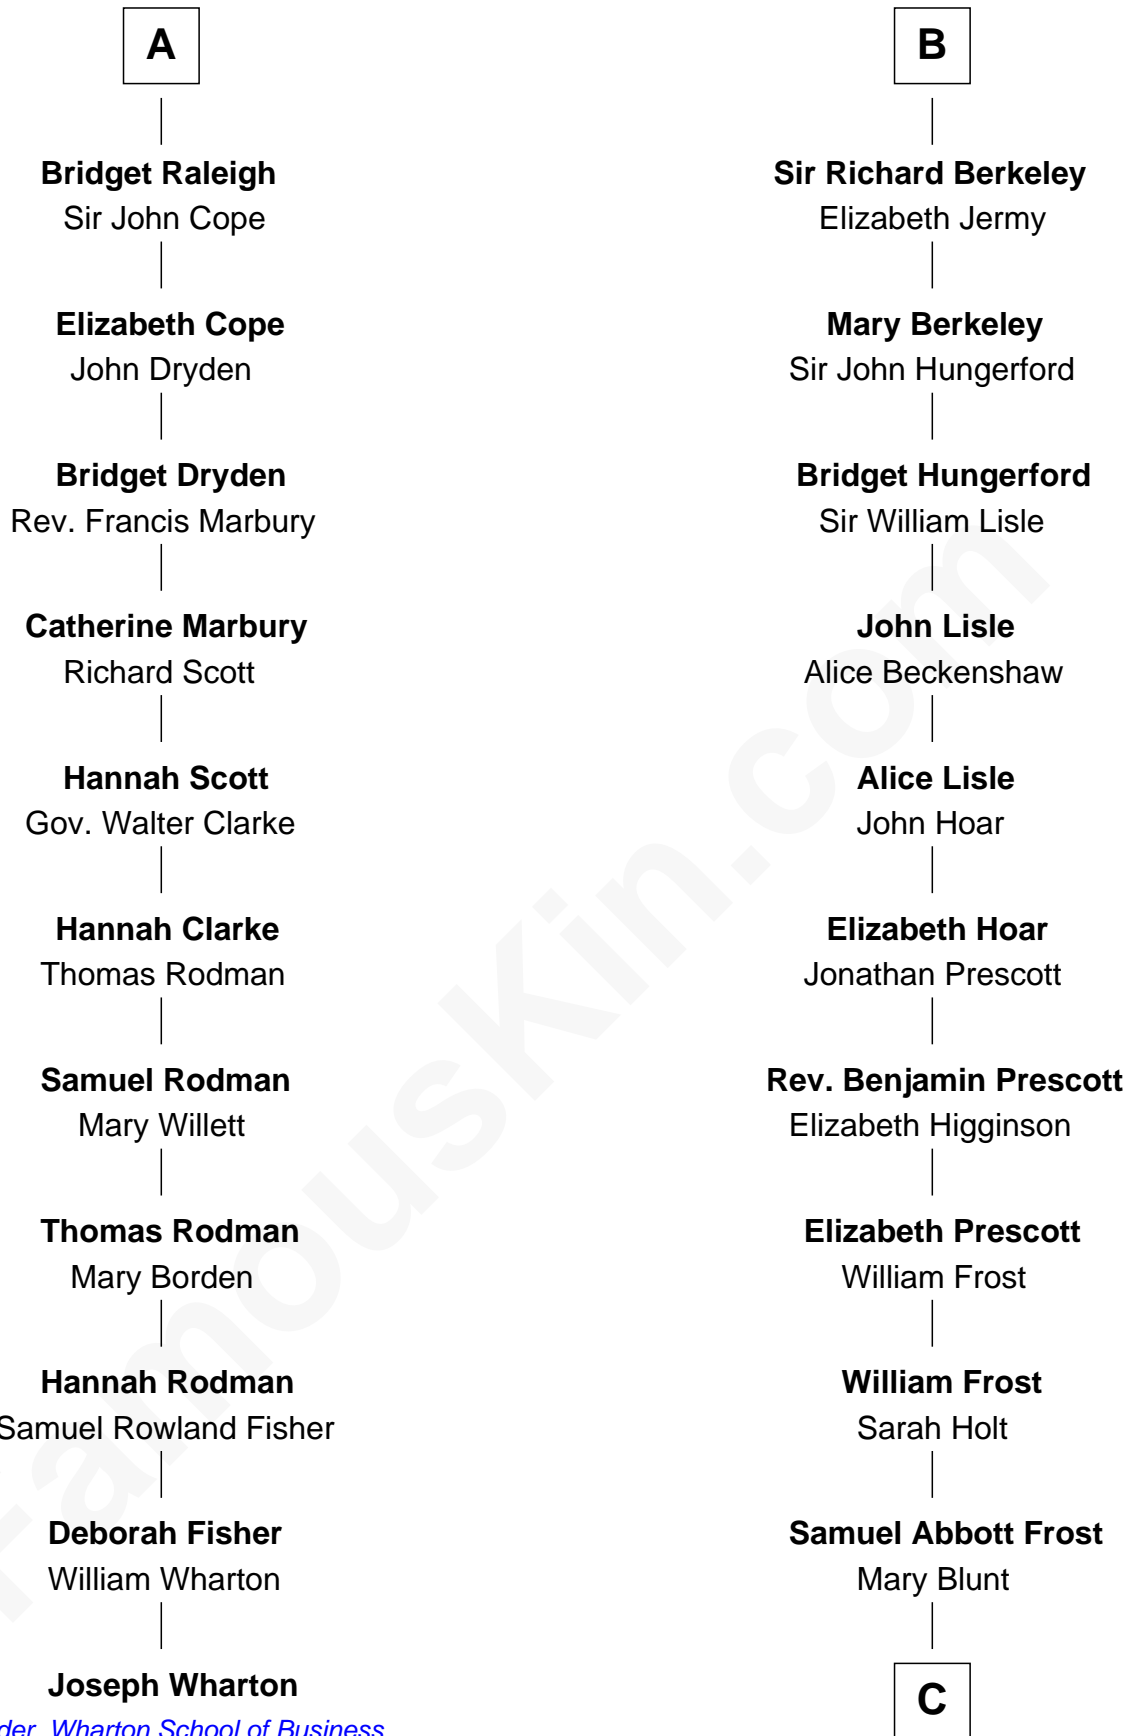 A
Bridget Raleigh
Sir John Cope
Elizabeth Cope
John Dryden
Bridget Dryden
Rev. Francis Marbury
Catherine Marbury
Richard Scott
Hannah Scott
Gov. Walter Clarke
Hannah Clarke
Thomas Rodman
Samuel Rodman
Mary Willett
Thomas Rodman
Mary Borden
Hannah Rodman
Samuel Rowland Fisher
Deborah Fisher
William Wharton
Joseph Wharton
Wharton School of Business
B
Sir Richard Berkeley
Elizabeth Jermy
Mary Berkeley
Sir John Hungerford
Bridget Hungerford
Sir William Lisle
John Lisle
Alice Beckenshaw
Alice Lisle
John Hoar
Elizabeth Hoar
Jonathan Prescott
Rev. Benjamin Prescott
Elizabeth Higginson
Elizabeth Prescott
William Frost
William Frost
Sarah Holt
Samuel Abbott Frost
Mary Blunt
C
FamousKin.com